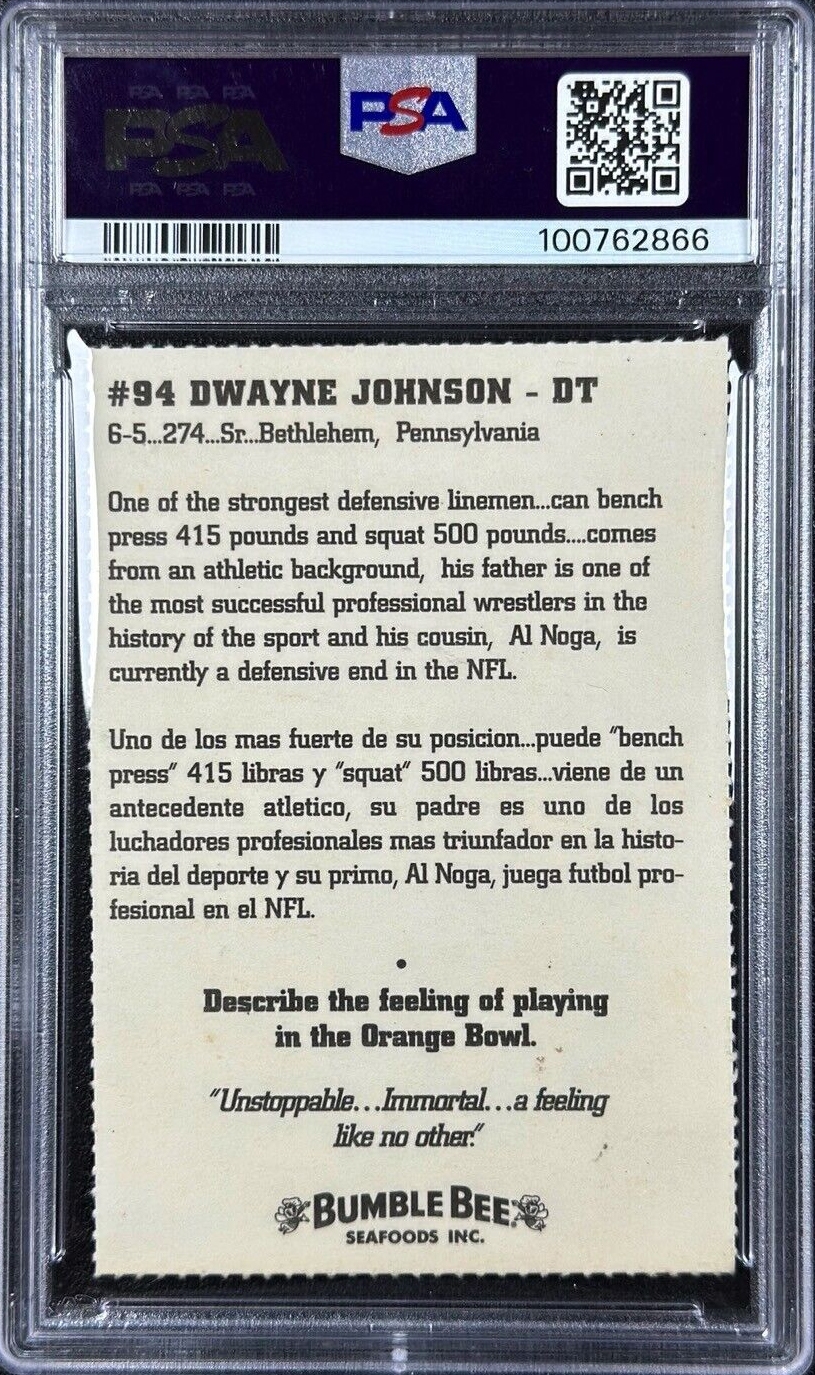 PSA PSA PSA
PSA
PSA PSA PSA
PSA
100762866
#94 DWAYNE JOHNSON - DT
6-5...274...Sr...Bethlehem, Pennsylvania
One of the strongest defensive linemen...can bench
press 415 pounds and squat 500 pounds....comes
from an athletic background, his father is one of
the most successful professional wrestlers in the
history of the sport and his cousin, Al Noga, is
currently a defensive end in the NFL.
Uno de los mas fuerte de su posicion...puede "bench
press" 415 libras y "squat" 500 libras...viene de un
antecedente atletico, su padre es uno de los
luchadores profesionales mas triunfador en la histo-
ria del deporte y su primo, Al Noga, juega futbol pro-
fesional en el NFL.
•
Describe the feeling of playing
in the Orange Bowl.
"Unstoppable...Immortal...a feeling
like no other."
BUMBLE BEE
SEAFOODS INC.